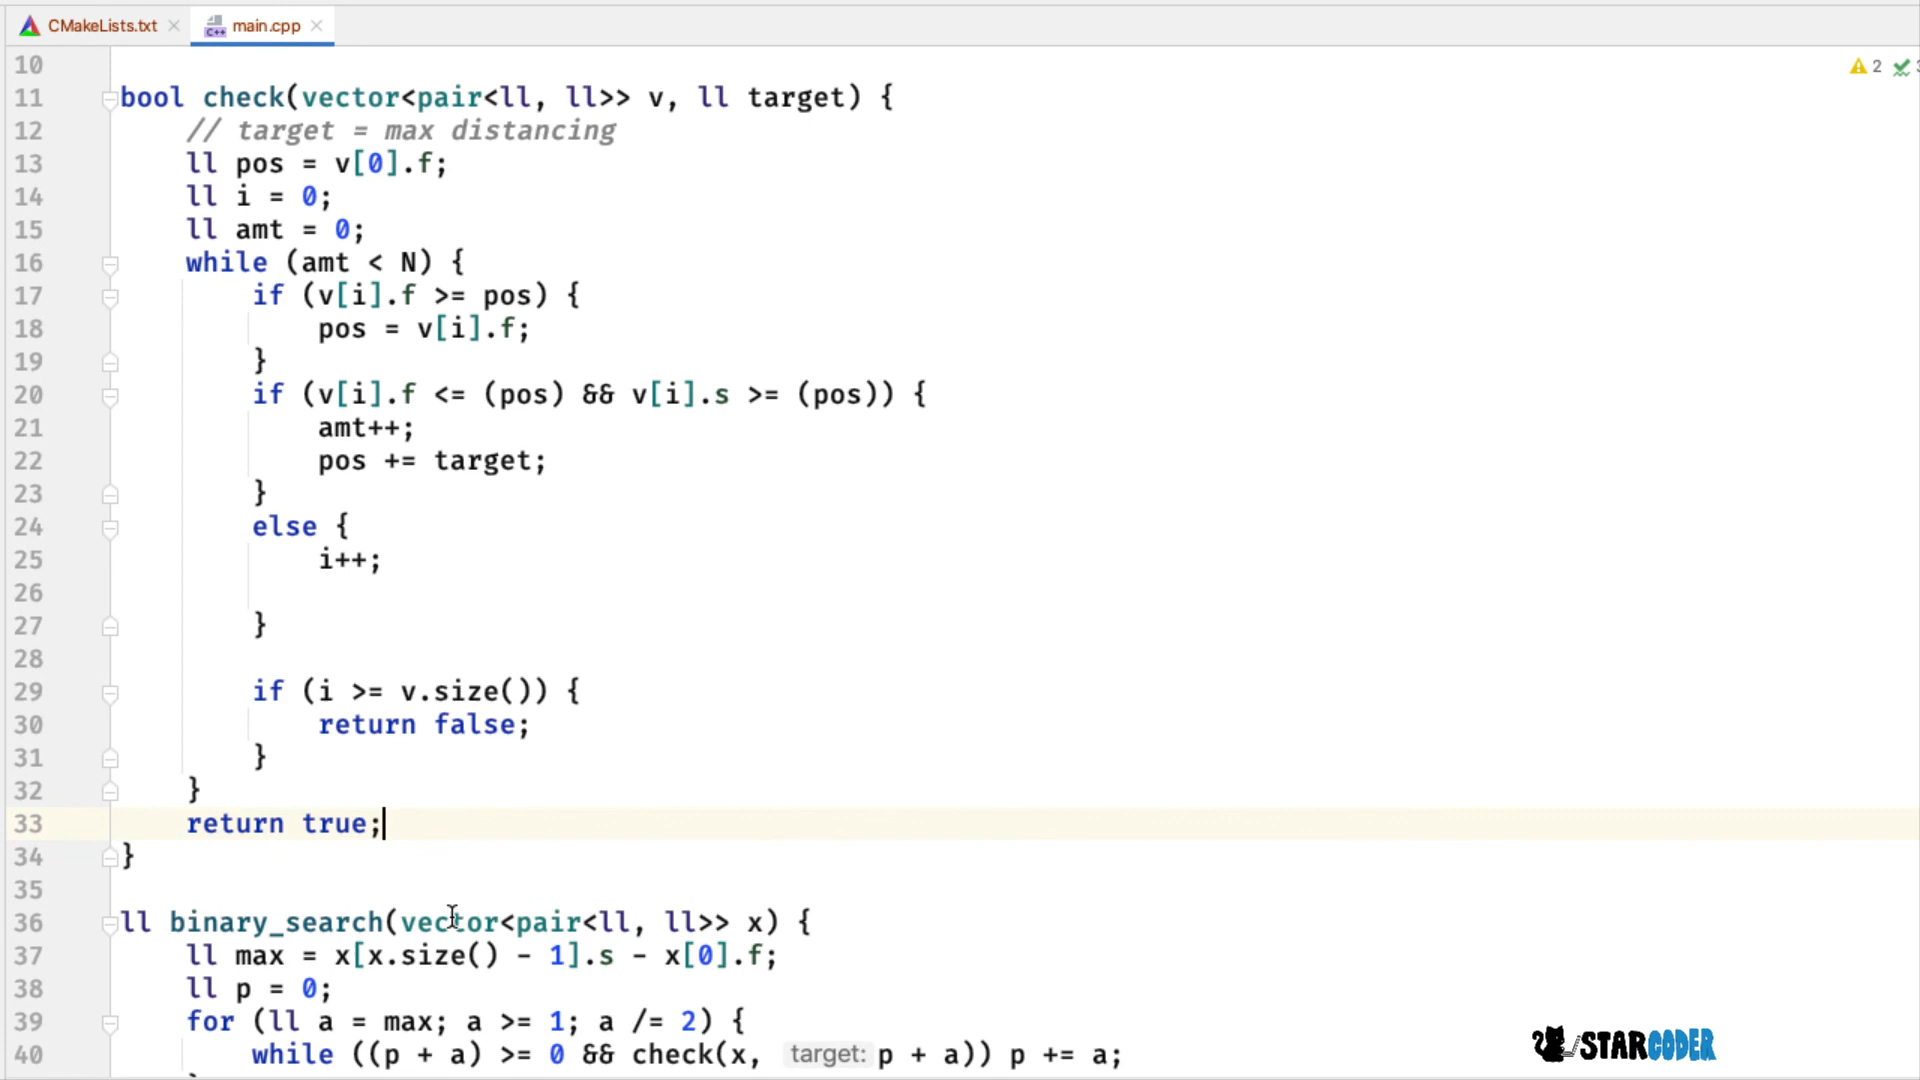 CMakeLists.txt main.cpp
10
2
11 bool check(vector<pair<ll, ll>> v, ll target) {
12 // target = max distancing
13 ll pos = v[0].f;
14 ll i = 0;
15 ll amt = 0;
16 while (amt < N) {
17 if (v[i].f >= pos) {
18 pos = v[i].f;
19 }
20 if (v[i].f <= (pos) && v[i].s >= (pos)) {
21 amt++;
22 pos += target;
23 }
24 else {
25 i++;
26
27 }
28
29 if (i >= v.size()) {
30 return false;
31 }
32 }
33 return true;
34 }
35
36 ll binary_search(vector<pair<ll, ll>> x) {
37 ll max = x[x.size() - 1].s - x[0].f;
38 ll p = 0;
39 for (ll a = max; a >= 1; a /= 2) {
40 while ((p + a) >= 0 && check(x, target: p + a)) p += a;
STARCODER